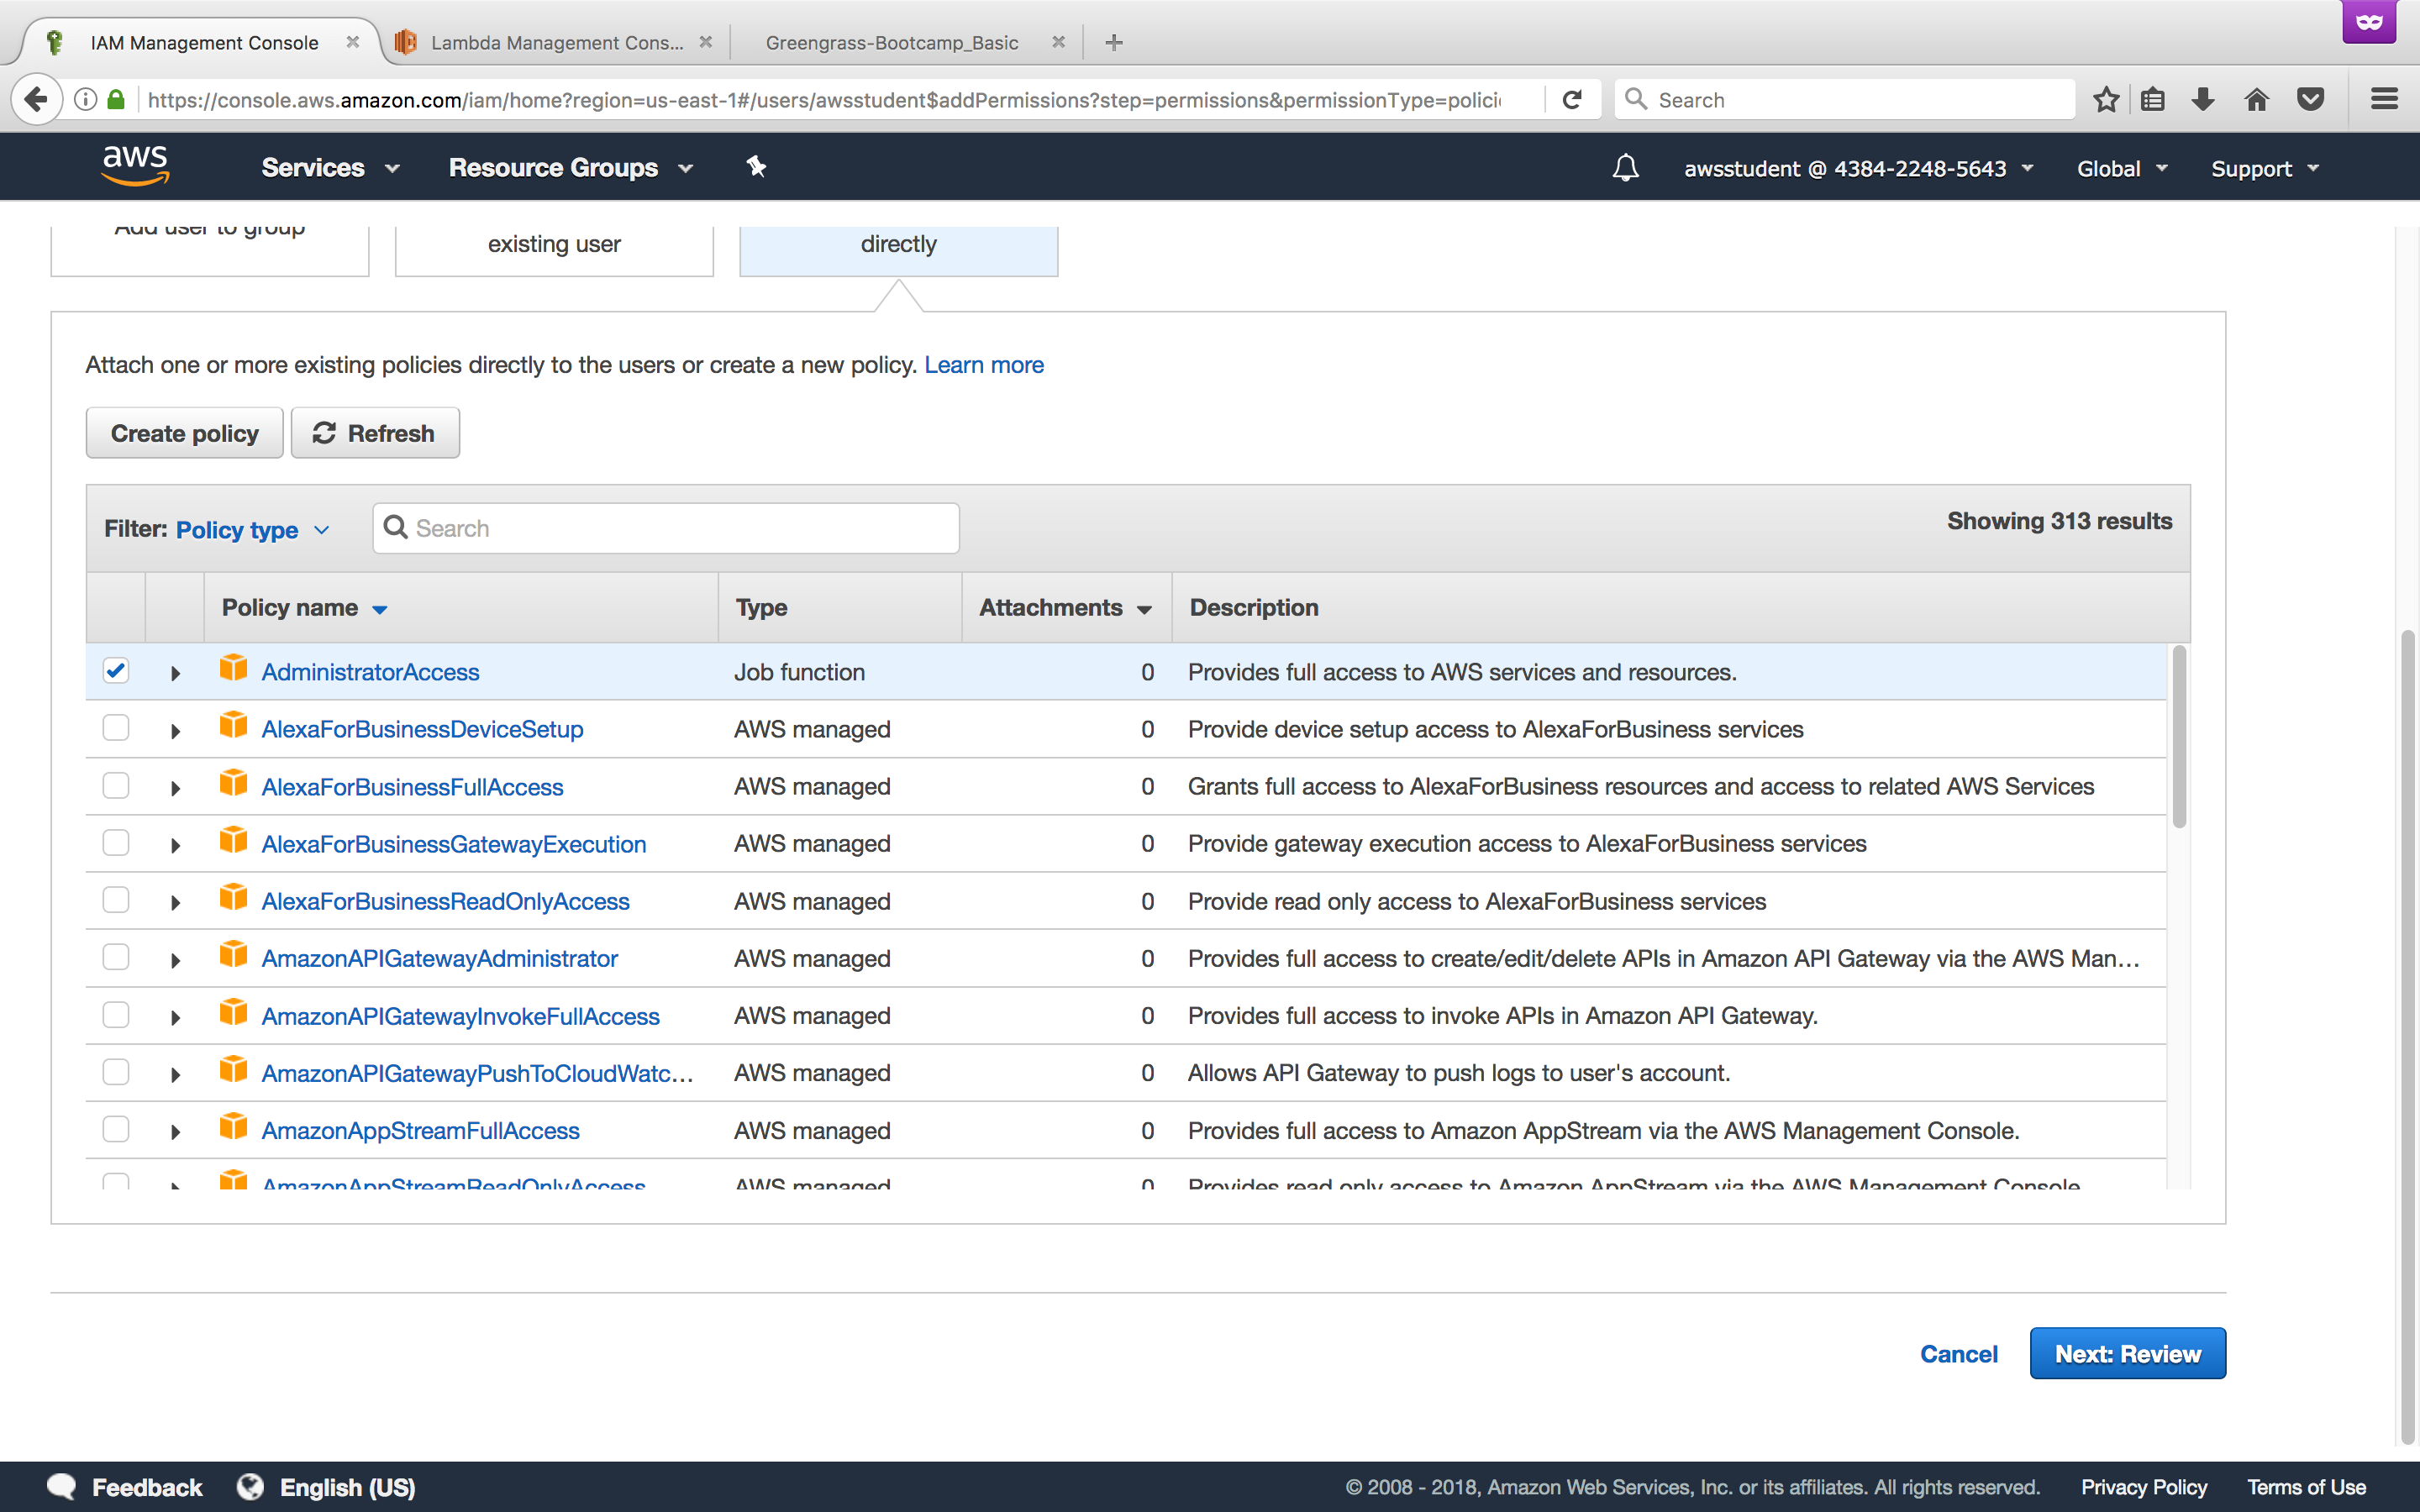 IAM Management Console
Lambda Management Cons...
Greengrass-Bootcamp_Basic
https://console.aws.amazon.com/iam/home?region=us-east-1#/users/awsstudent$addPermissions?step=permissions&permissionType=polici
Search
aws
Services
Resource Groups
awsstudent @ 4384-2248-5643
Global
Support
Add user to group
existing user
directly
Attach one or more existing policies directly to the users or create a new policy. Learn more
Create policy
Refresh
Filter: Policy type
Search
Showing 313 results
Policy name
Type
Attachments
Description
AdministratorAccess Job function 0 Provides full access to AWS services and resources.
AlexaForBusinessDeviceSetup AWS managed 0 Provide device setup access to AlexaForBusiness services
AlexaForBusinessFullAccess AWS managed 0 Grants full access to AlexaForBusiness resources and access to related AWS Services
AlexaForBusinessGatewayExecution AWS managed 0 Provide gateway execution access to AlexaForBusiness services
AlexaForBusinessReadOnlyAccess AWS managed 0 Provide read only access to AlexaForBusiness services
AmazonAPIGatewayAdministrator AWS managed 0 Provides full access to create/edit/delete APIs in Amazon API Gateway via the AWS Man...
AmazonAPIGatewayInvokeFullAccess AWS managed 0 Provides full access to invoke APIs in Amazon API Gateway.
AmazonAPIGatewayPushToCloudWatc... AWS managed 0 Allows API Gateway to push logs to user's account.
AmazonAppStreamFullAccess AWS managed 0 Provides full access to Amazon AppStream via the AWS Management Console.
AmazonAppStreamReadOnlyAccess AWS managed 0 Provides read only access to Amazon AppStream via the AWS Management Console
Cancel
Next: Review
Feedback
English (US)
© 2008 - 2018, Amazon Web Services, Inc. or its affiliates. All rights reserved.
Privacy Policy
Terms of Use